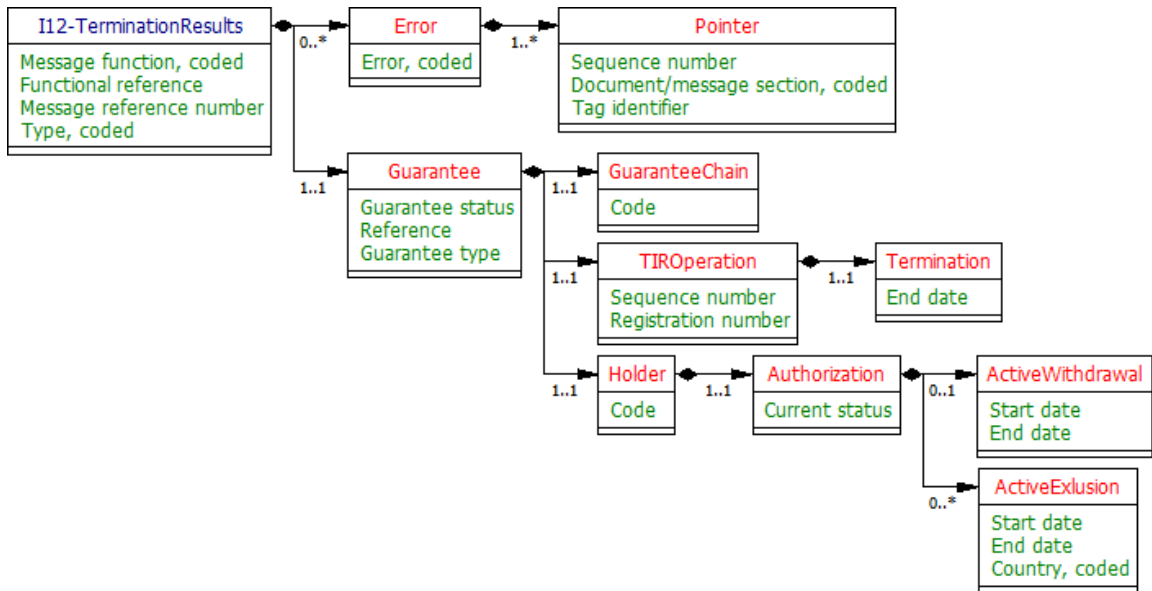 I12-TerminationResults
Message function, coded
Functional reference
Message reference number
Type, coded
0..*
Error
Error, coded
1..*
Pointer
Sequence number
Document/message section, coded
Tag identifier
1..1
Guarantee
Guarantee status
Reference
Guarantee type
1..1
GuaranteeChain
Code
1..1
TIROperation
Sequence number
Registration number
1..1
Termination
End date
1..1
Holder
Code
1..1
Authorization
Current status
0..1
ActiveWithdrawal
Start date
End date
0..*
ActiveExlusion
Start date
End date
Country, coded